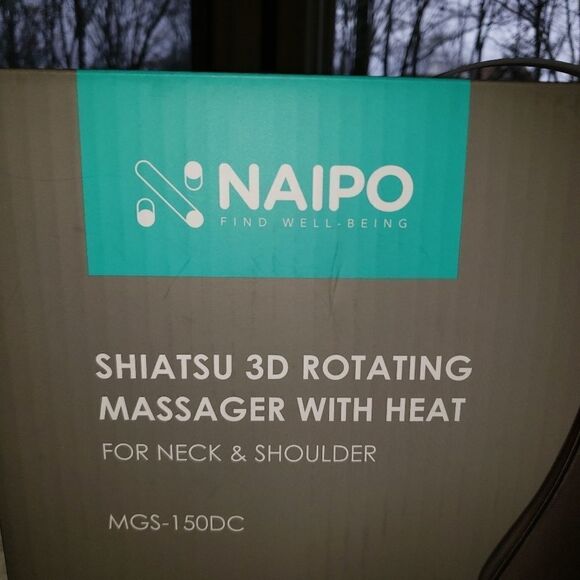 NAIPO
FIND WELL-BEING
SHIATSU 3D ROTATING
MASSAGER WITH HEAT
FOR NECK & SHOULDER
MGS-150DC